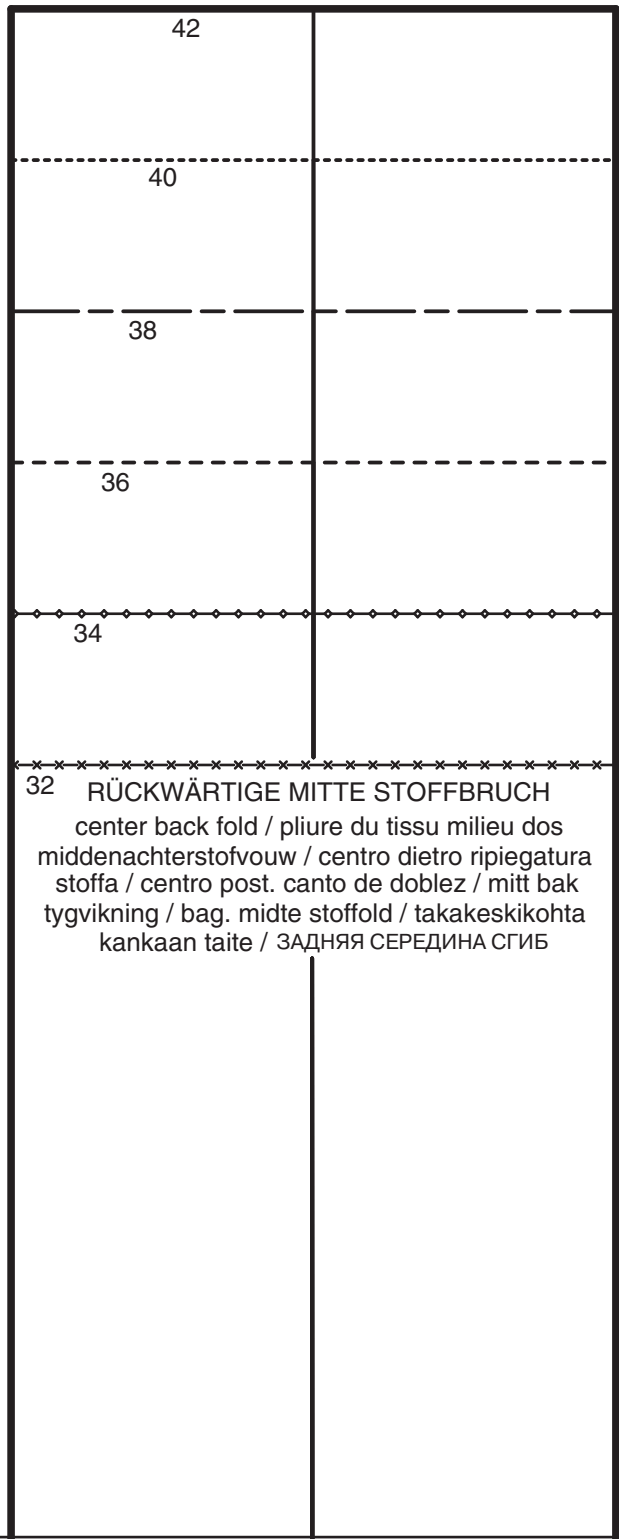 42
40
38
36
34
32
RÜCKWÄRTIGE MITTE STOFFBRUCH
center back fold / pliure du tissu milieu dos
middenachterstofvouw / centro dietro ripiegatura
stoffa / centro post. canto de doblez / mitt bak
tygvikning / bag. midte stoffold / takakeskikohta
kankaan taite / ЗАДНЯЯ СЕРЕДИНА СГИБ